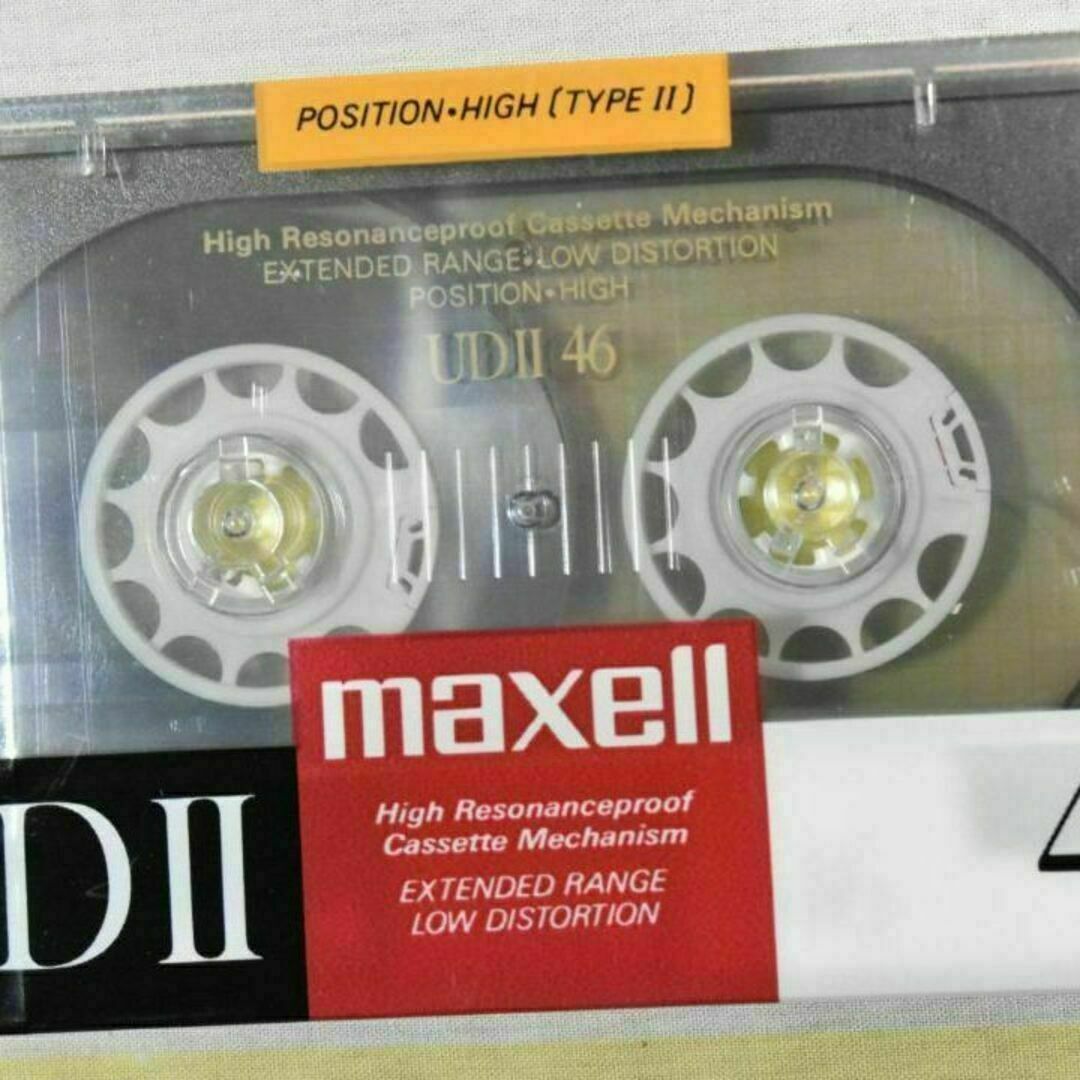 POSITION•HIGH (TYPE II)
High Resonanceproof Cassette Mechanism
EXTENDED RANGE•LOW DISTORTION
POSITION•HIGH
UDII 46
maxell
High Resonanceproof
Cassette Mechanism
EXTENDED RANGE
LOW DISTORTION
DII